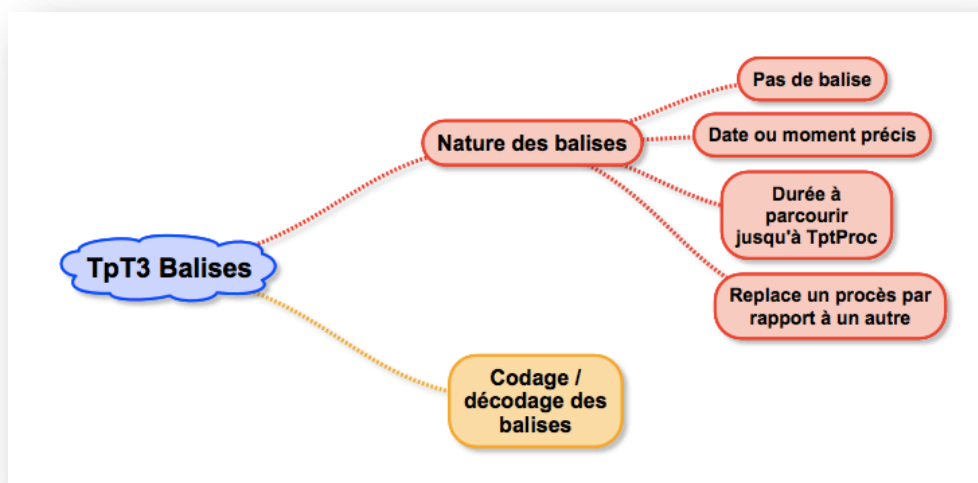 Pas de balise
Date ou moment précis
Nature des balises
Durée à
parcourir
jusqu'à TptProc
TpT3 Balises
Replace un procès par
rapport à un autre
Codage /
décodage des
balises